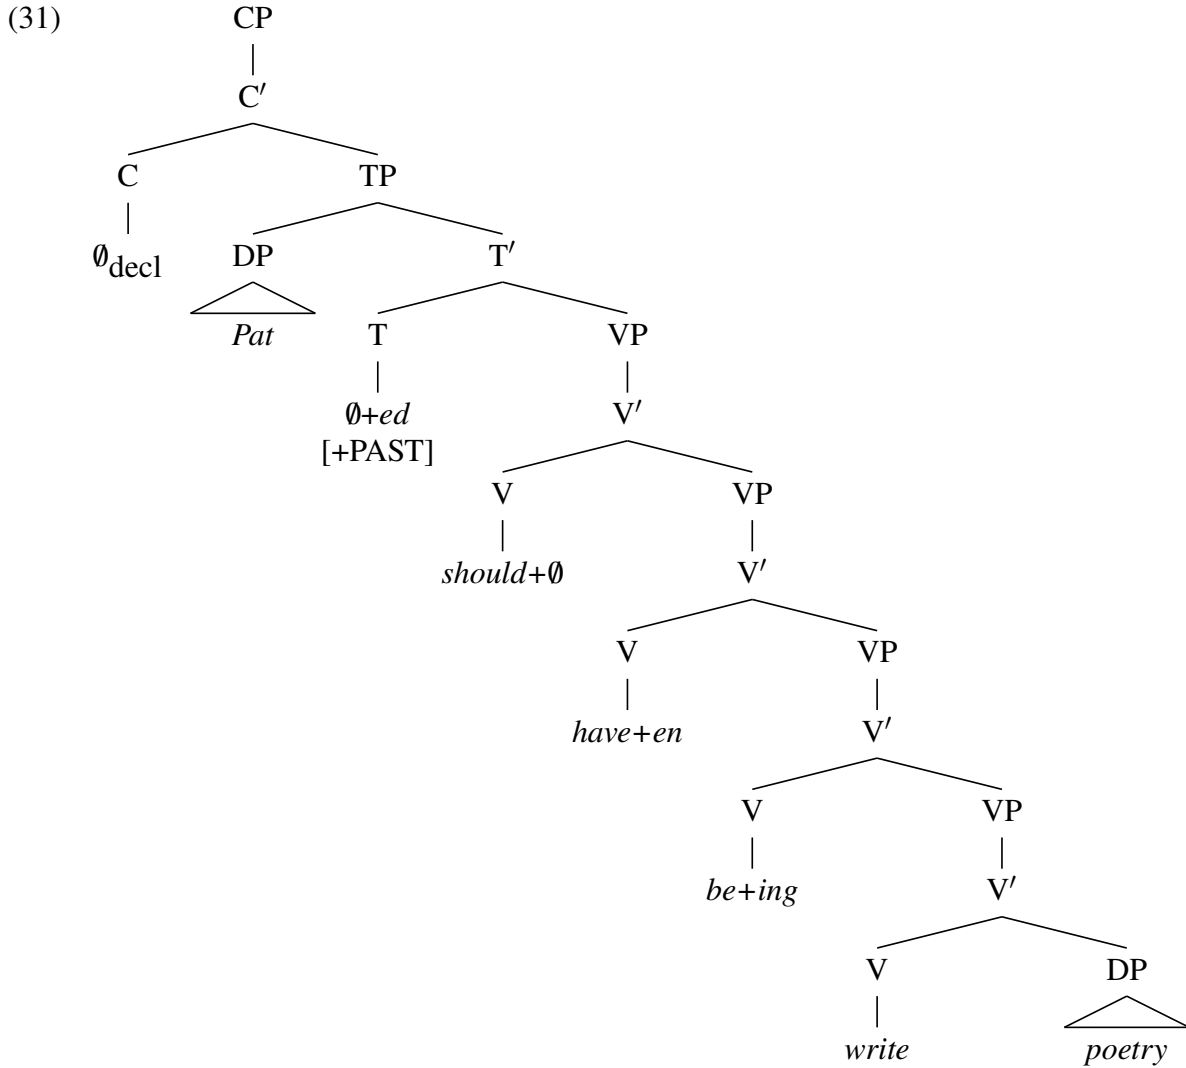 (31) CP
C′
C TP
∅decl DP T′
Pat T VP
∅+ed V′
[+PAST]
V VP
should+∅ V′
V VP
have+en V′
V VP
be+ing V′
V DP
write poetry